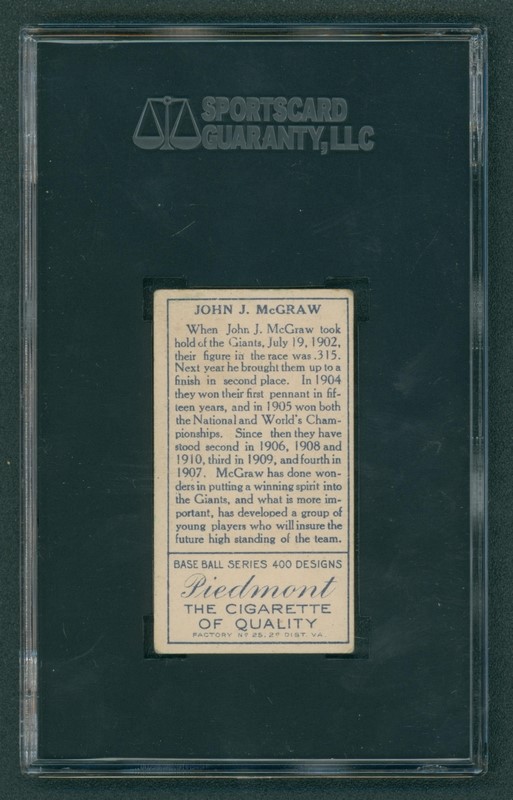 SPORTSCARD
GUARANTY, LLC
JOHN J. McGRAW
When John J. McGraw took
hold of the Giants, July 19, 1902,
their figure in the race was .315.
Next year he brought them up to a
finish in second place. In 1904
they won their first pennant in fif-
teen years, and in 1905 won both
the National and World's Cham-
pionships. Since then they have
stood second in 1906, 1908 and
1910, third in 1909, and fourth in
1907. McGraw has done won-
ders in putting a winning spirit into
the Giants, and what is more im-
portant, has developed a group of
young players who will insure the
future high standing of the team.
BASE BALL SERIES 400 DESIGNS
Piedmont
THE CIGARETTE
OF QUALITY
FACTORY Nº 25, 2ᴰ DIST. VA.